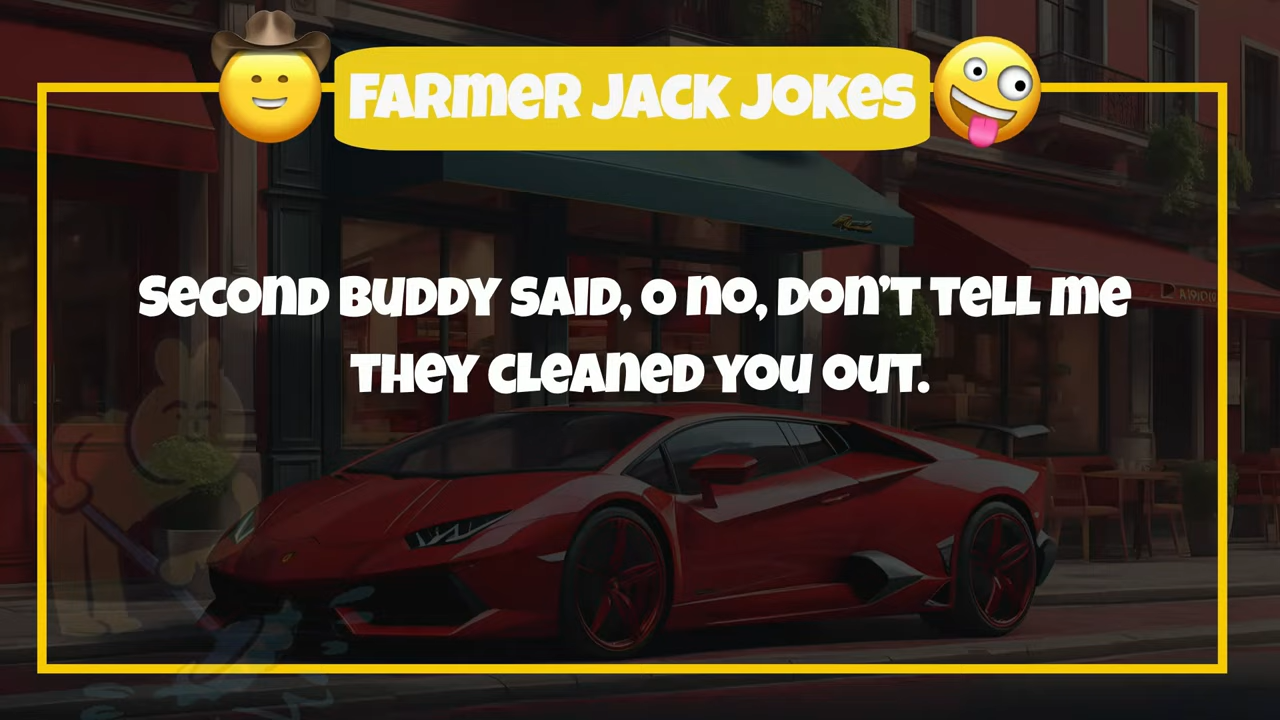 FARMER JACK JOKES
SECOND BUDDY SAID, O NO, DON'T TELL ME
THEY CLEANED YOU OUT.